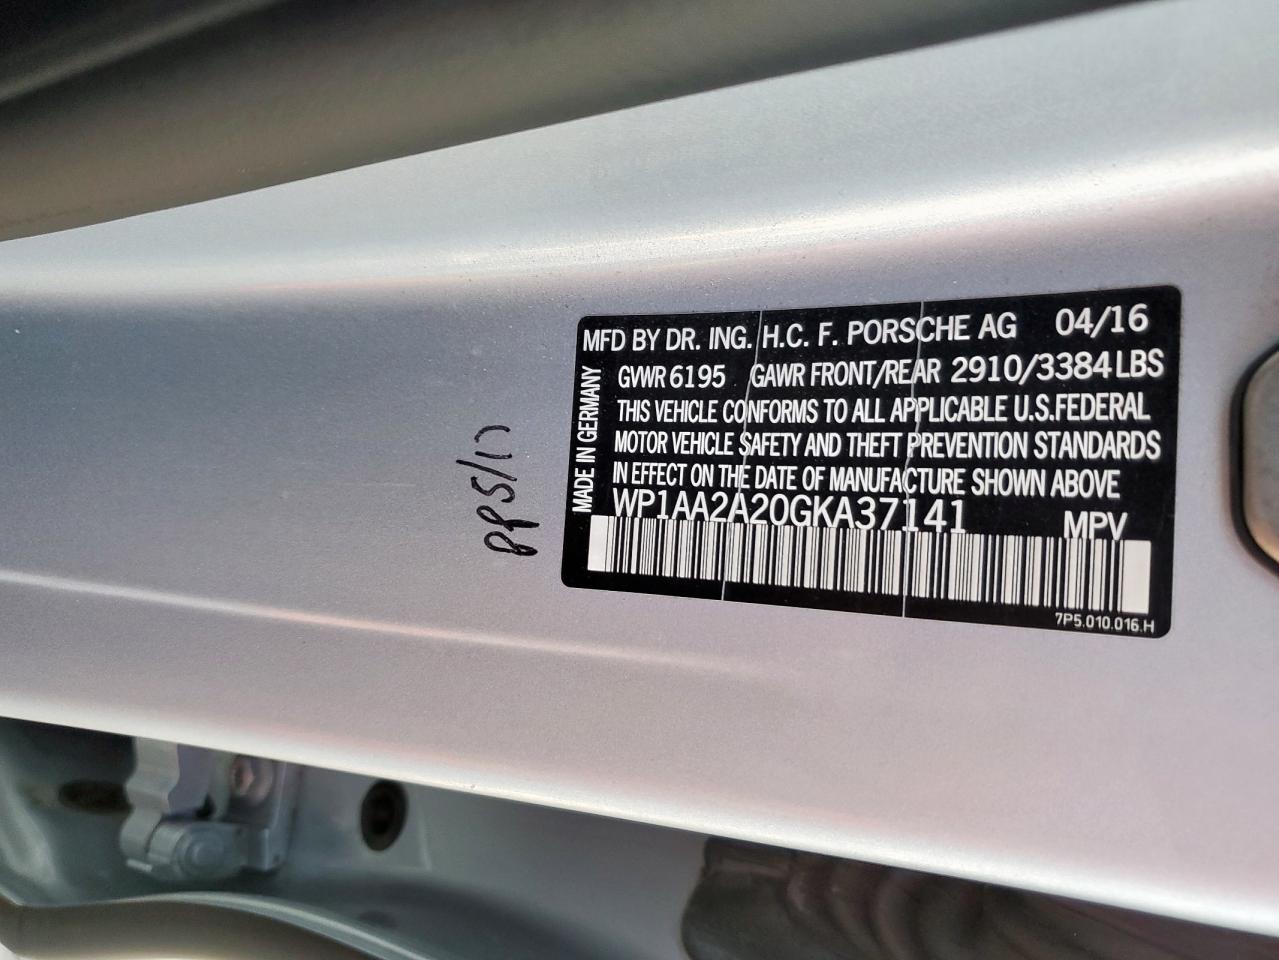 MFD BY DR. ING. H.C. F. PORSCHE AG 04/16
GVWR 6195 GAWR FRONT/REAR 2910/3384 LBS
THIS VEHICLE CONFORMS TO ALL APPLICABLE U.S.FEDERAL
MOTOR VEHICLE SAFETY AND THEFT PREVENTION STANDARDS
IN EFFECT ON THE DATE OF MANUFACTURE SHOWN ABOVE
WP1AA2A20GKA37141 MPV
7P5.010.016.H
MADE IN GERMANY